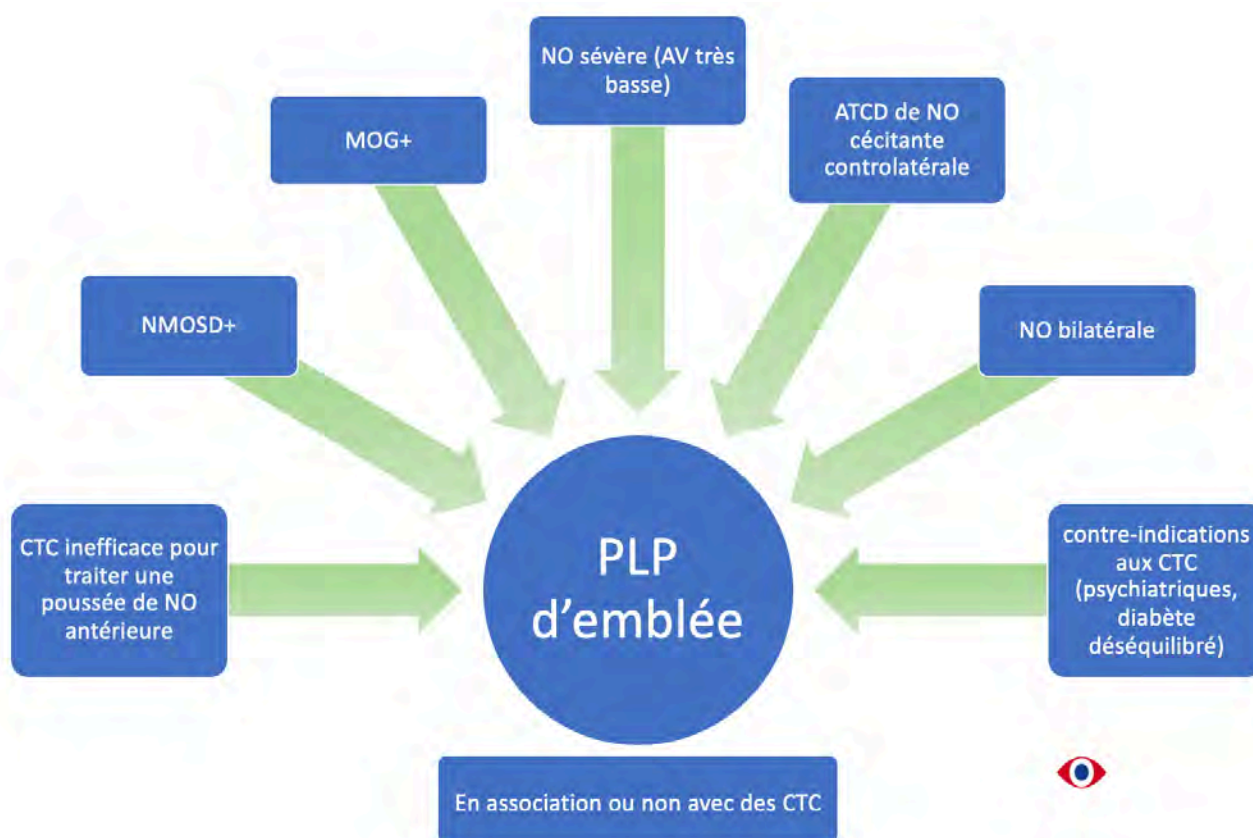 NO sévère (AV très
basse)
MOG+
ATCD de NO
cécitante
controlatérale
NMOSD+
NO bilatérale
CTC inefficace pour
traiter une
poussée de NO
antérieure
PLP
d’emblée
contre-indications
aux CTC
(psychiatriques,
diabète
déséquilibré)
En association ou non avec des CTC